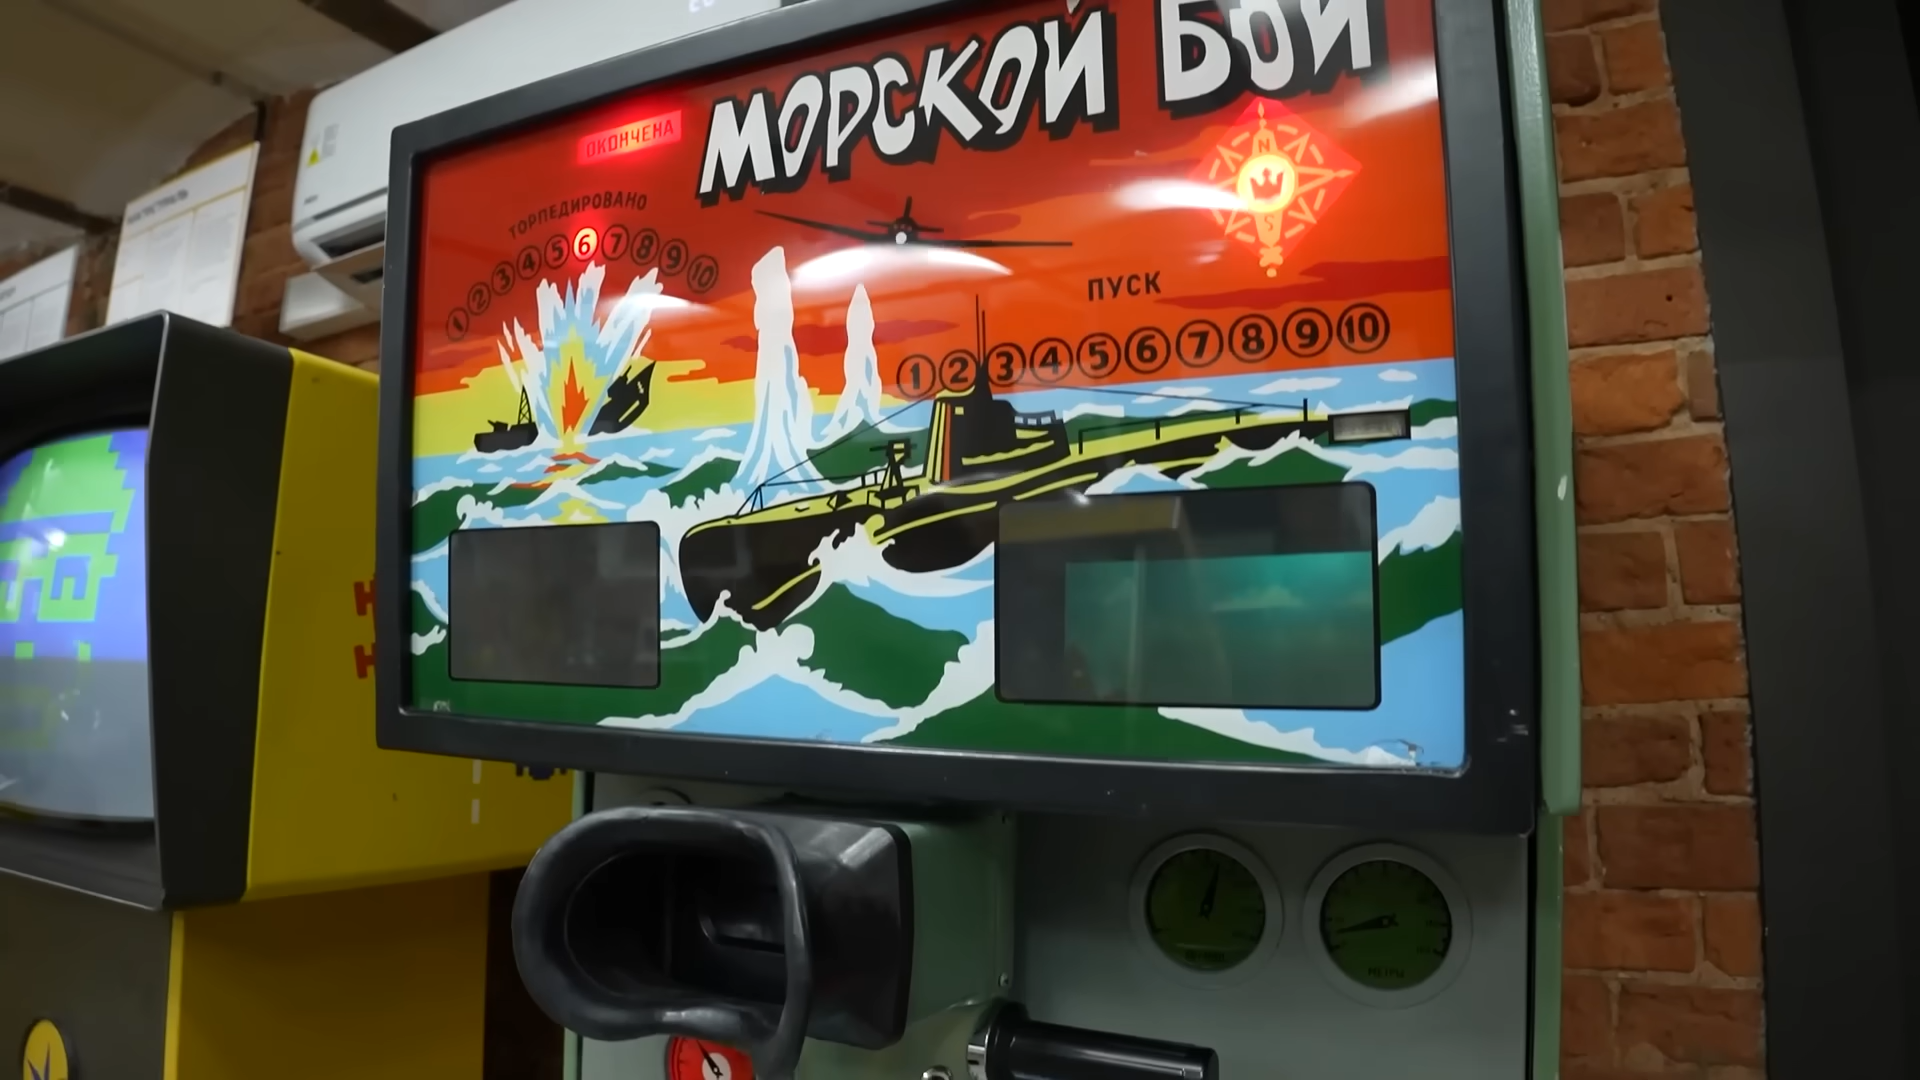 МОРСКОЙ БОЙ
ОКОНЧЕНА
N
S
ТОРПЕДИРОВАНО
1 2 3 4 5 6 7 8 9 10
ПУСК
1 2 3 4 5 6 7 8 9 10
МЕТРЫ